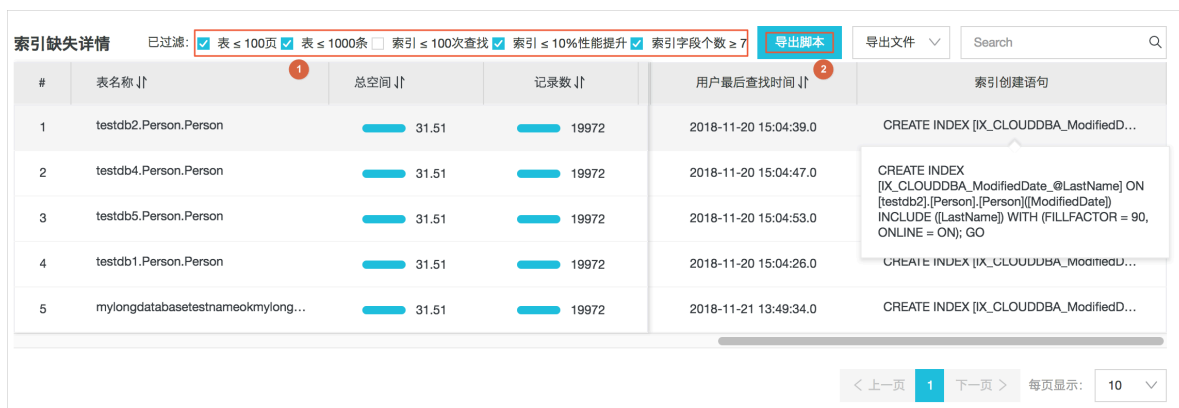 索引缺失详情 已过滤: 表 ≤ 100页 表 ≤ 1000条 索引 ≤ 100次查找 索引 ≤ 10%性能提升 索引字段个数 ≥ 7 导出脚本 导出文件 Search
1 2
# 表名称 总空间 记录数 用户最后查找时间 索引创建语句
1 testdb2.Person.Person 31.51 19972 2018-11-20 15:04:39.0 CREATE INDEX [IX_CLOUDDBA_ModifiedD...
2 testdb4.Person.Person 31.51 19972 2018-11-20 15:04:47.0
3 testdb5.Person.Person 31.51 19972 2018-11-20 15:04:53.0
CREATE INDEX
[IX_CLOUDDBA_ModifiedDate_@LastName] ON
[testdb2].[Person].[Person]([ModifiedDate])
INCLUDE ([LastName]) WITH (FILLFACTOR = 90,
ONLINE = ON); GO
4 testdb1.Person.Person 31.51 19972 2018-11-20 15:04:26.0 CREATE INDEX [IX_CLOUDDBA_ModifiedD...
5 mylongdatabasetestnameokmylong... 31.51 19972 2018-11-21 13:49:34.0 CREATE INDEX [IX_CLOUDDBA_ModifiedD...
< 上一页 1 下一页 > 每页显示: 10